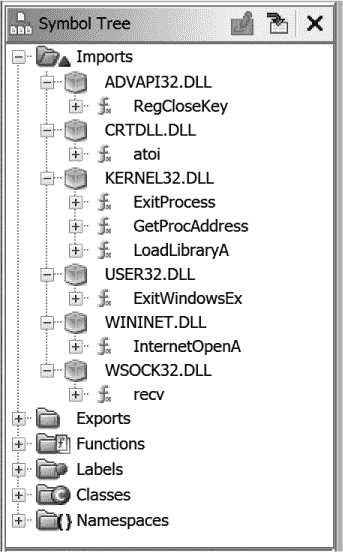 Symbol Tree
Imports
ADVAPI32.DLL
RegCloseKey
CRTDLL.DLL
atoi
KERNEL32.DLL
ExitProcess
GetProcAddress
LoadLibraryA
USER32.DLL
ExitWindowsEx
WININET.DLL
InternetOpenA
WSOCK32.DLL
recv
Exports
Functions
Labels
Classes
Namespaces